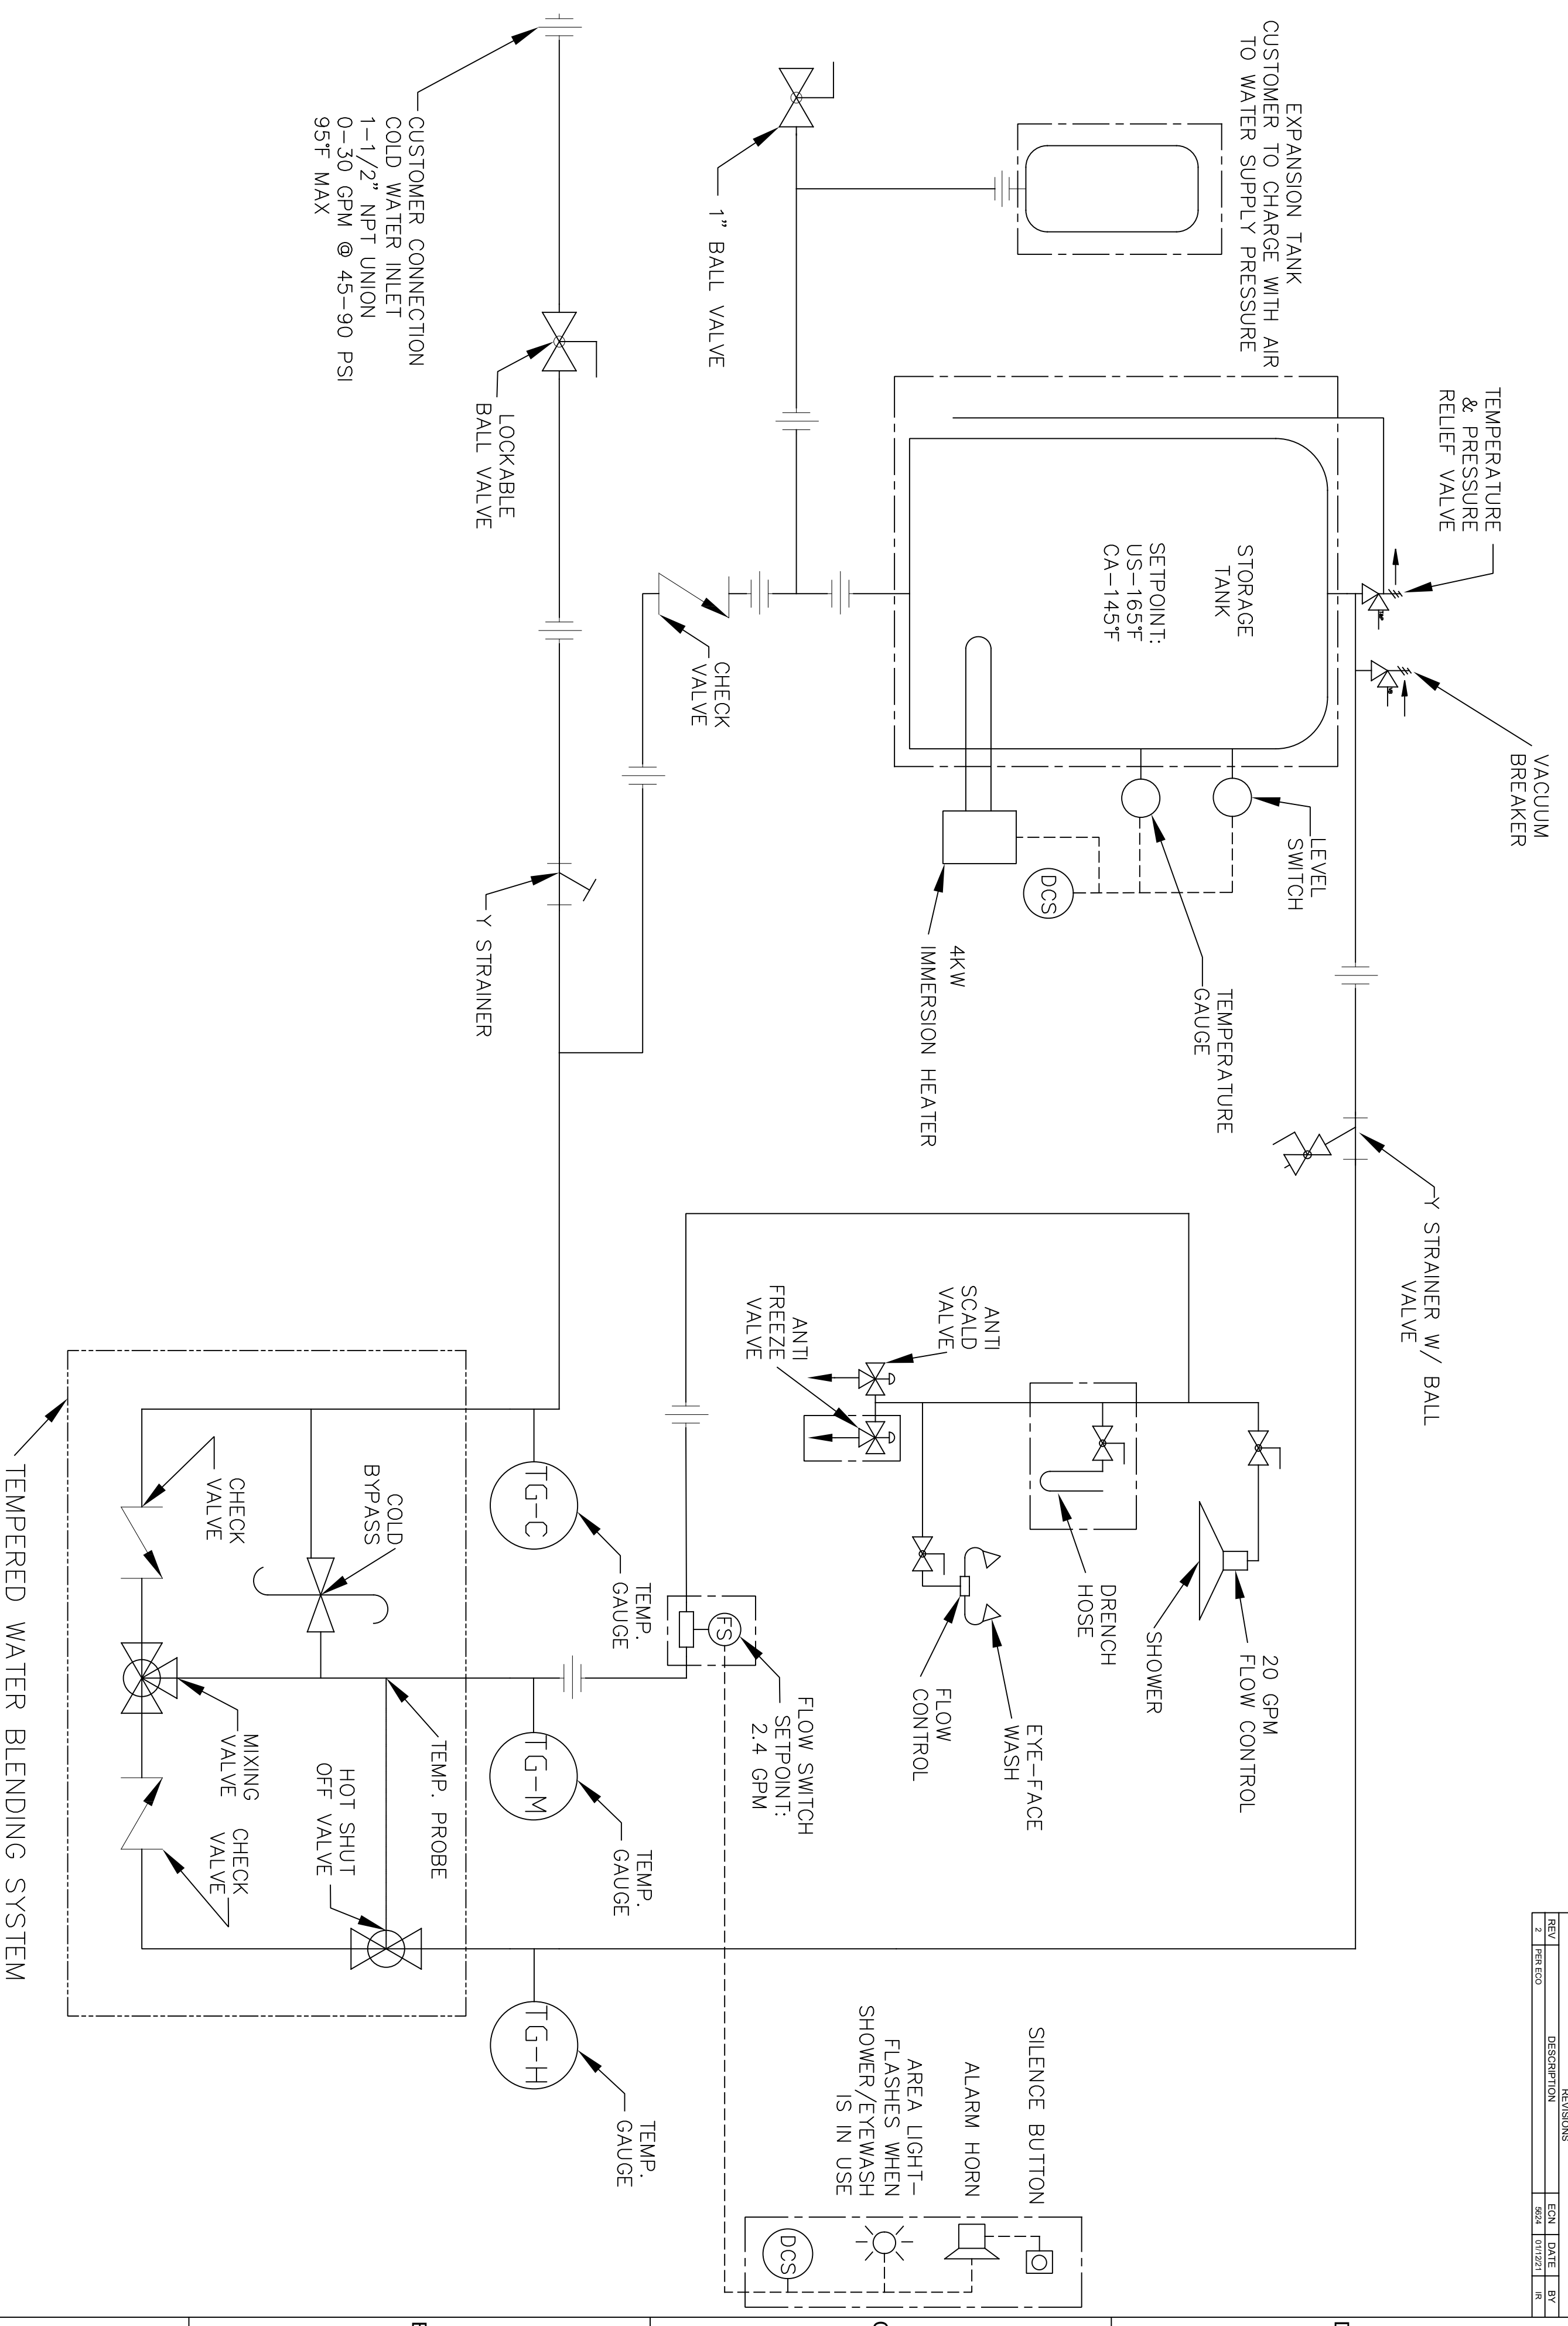 REVISIONS
REV
DESCRIPTION
ECN
DATE
BY
2
PER ECO
5624
01/12/21
IR
EXPANSION TANK
CUSTOMER TO CHARGE WITH AIR
TO WATER SUPPLY PRESSURE
TEMPERATURE
& PRESSURE
RELIEF VALVE
VACUUM
BREAKER
STORAGE
TANK
SETPOINT:
US-165°F
CA-145°F
LEVEL
SWITCH
TEMPERATURE
GAUGE
DCS
4KW
IMMERSION HEATER
Y STRAINER W/ BALL
VALVE
1" BALL VALVE
CHECK
VALVE
CUSTOMER CONNECTION
COLD WATER INLET
1-1/2" NPT UNION
0-30 GPM @ 45-90 PSI
95°F MAX
LOCKABLE
BALL VALVE
Y STRAINER
20 GPM
FLOW CONTROL
SHOWER
DRENCH
HOSE
EYE-FACE
WASH
FLOW
CONTROL
ANTI
SCALD
VALVE
ANTI
FREEZE
VALVE
FS
FLOW SWITCH
SETPOINT:
2.4 GPM
SILENCE BUTTON
ALARM HORN
AREA LIGHT-
FLASHES WHEN
SHOWER/EYEWASH
IS IN USE
DCS
TG-C
TEMP.
GAUGE
TG-M
TEMP.
GAUGE
TG-H
TEMP.
GAUGE
COLD
BYPASS
TEMP. PROBE
HOT SHUT
OFF VALVE
CHECK
VALVE
MIXING
VALVE
CHECK
VALVE
TEMPERED WATER BLENDING SYSTEM